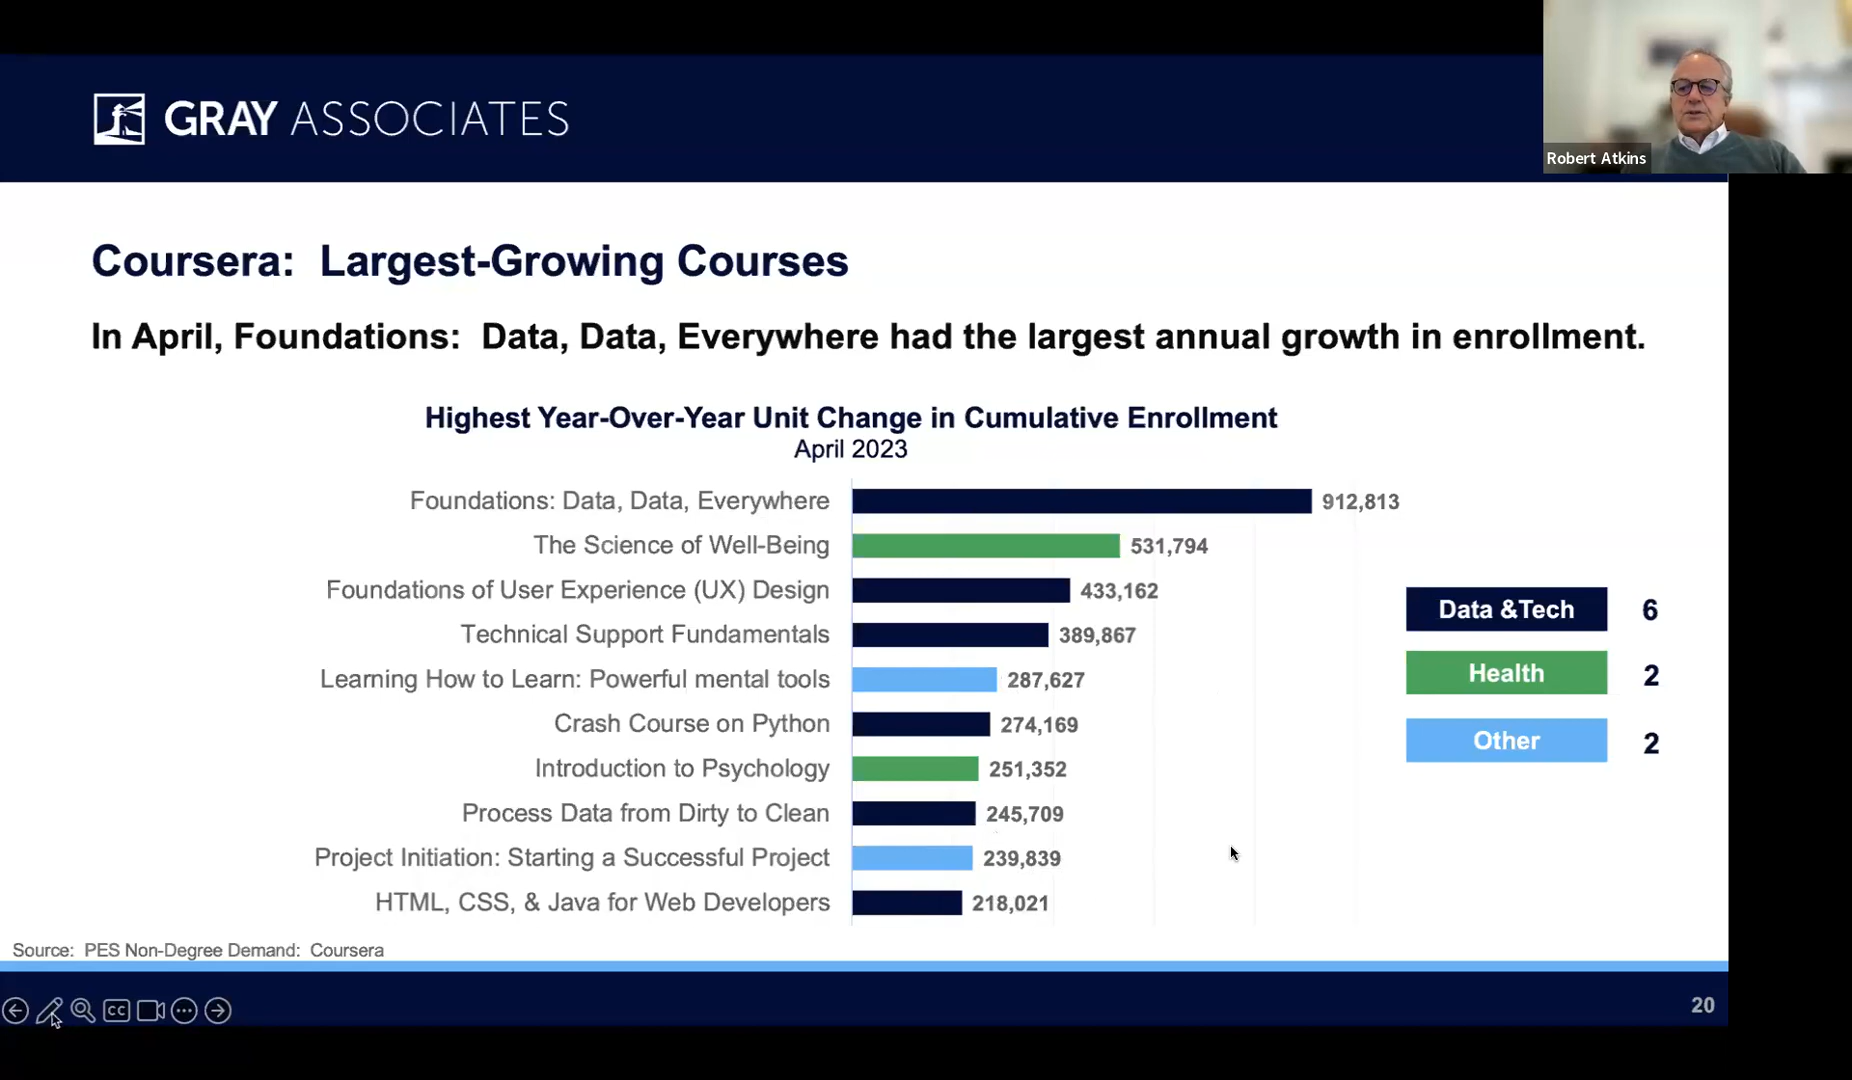 GRAY ASSOCIATES
Robert Atkins
Coursera: Largest-Growing Courses
In April, Foundations: Data, Data, Everywhere had the largest annual growth in enrollment.
Highest Year-Over-Year Unit Change in Cumulative Enrollment
April 2023
Foundations: Data, Data, Everywhere 912,813
The Science of Well-Being 531,794
Foundations of User Experience (UX) Design 433,162
Technical Support Fundamentals 389,867
Learning How to Learn: Powerful mental tools 287,627
Crash Course on Python 274,169
Introduction to Psychology 251,352
Process Data from Dirty to Clean 245,709
Project Initiation: Starting a Successful Project 239,839
HTML, CSS, & Java for Web Developers 218,021
Data &Tech 6
Health 2
Other 2
Source: PES Non-Degree Demand: Coursera
CC
20